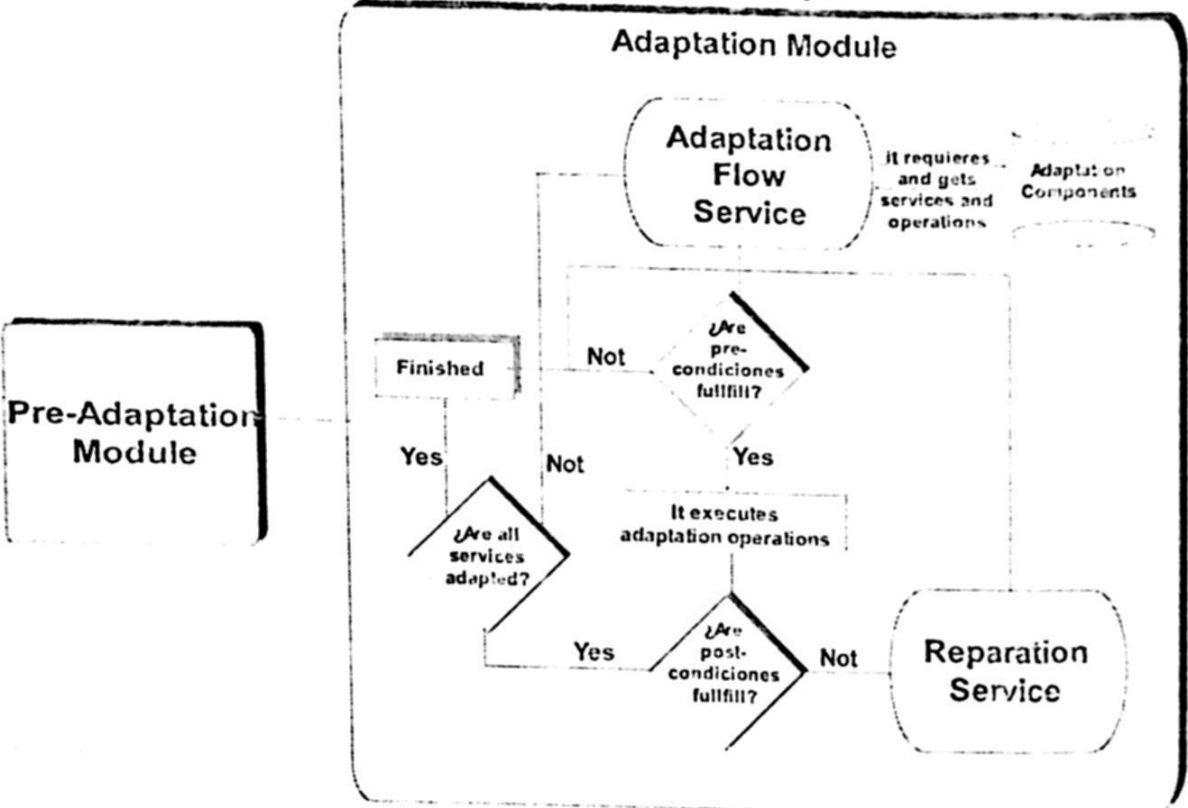 Adaptation Module
Adaptation
Flow
Service
it requieres
and gets
services and
operations
Adaptation
Components
¿Are
pre-
condiciones
fullfill?
Not
Finished
Pre-Adaptation
Module
Yes
Not
Yes
It executes
adaptation operations
¿Are all
services
adapted?
¿Are
post-
condiciones
fullfill?
Yes
Not
Reparation
Service